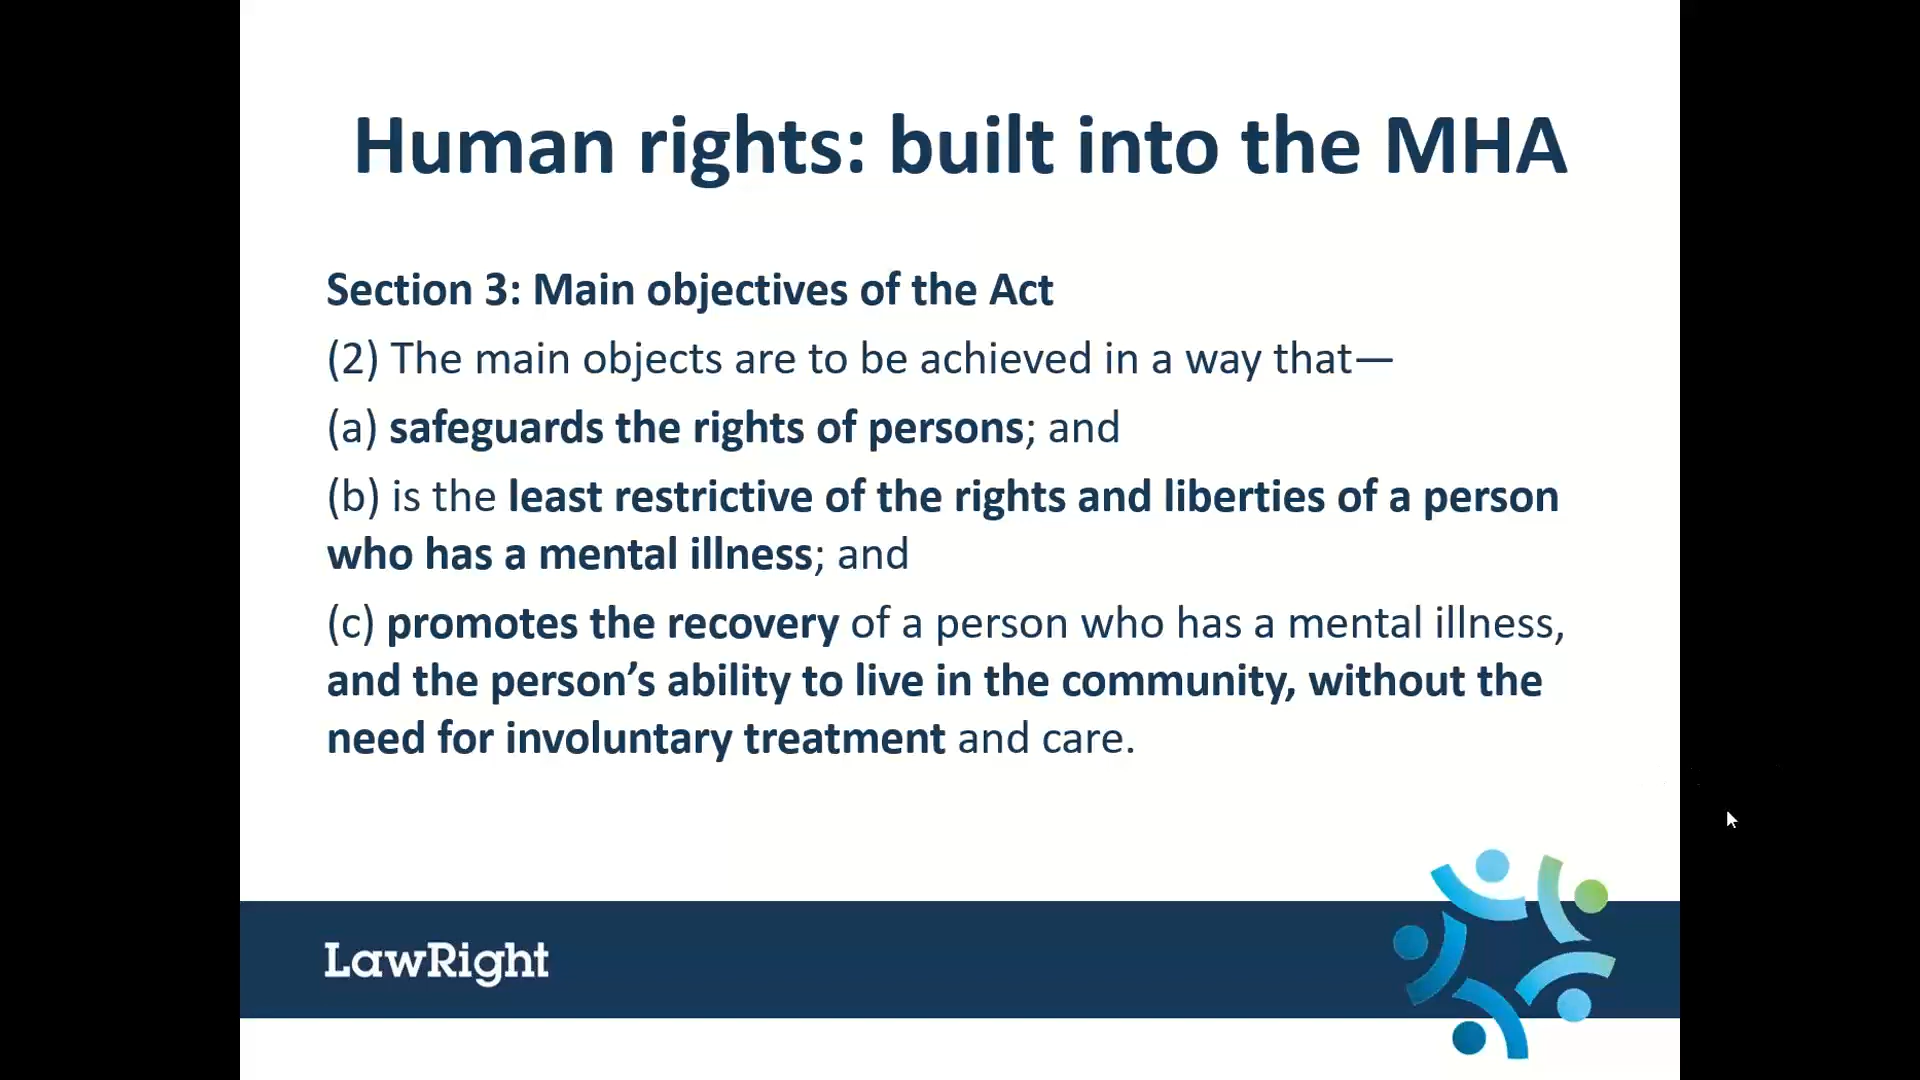 Human rights: built into the MHA
Section 3: Main objectives of the Act
(2) The main objects are to be achieved in a way that—
(a) safeguards the rights of persons; and
(b) is the least restrictive of the rights and liberties of a person
who has a mental illness; and
(c) promotes the recovery of a person who has a mental illness,
and the person’s ability to live in the community, without the
need for involuntary treatment and care.
LawRight